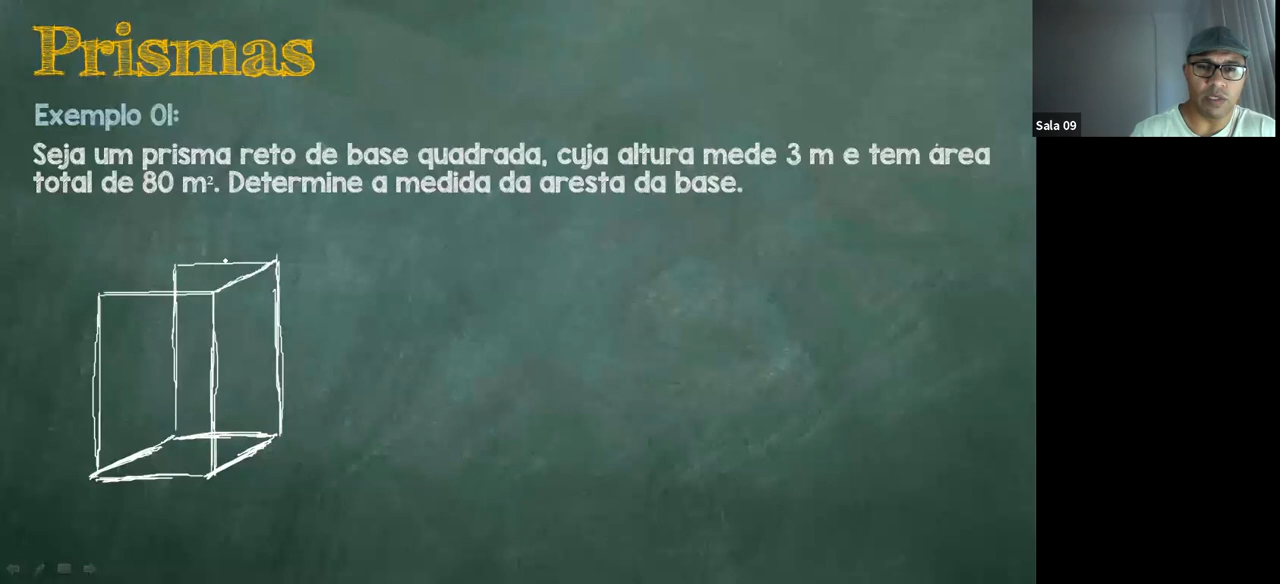 Prismas
Exemplo 01:
Seja um prisma reto de base quadrada, cuja altura mede 3 m e tem área
total de 80 m². Determine a medida da aresta da base.
Sala 09